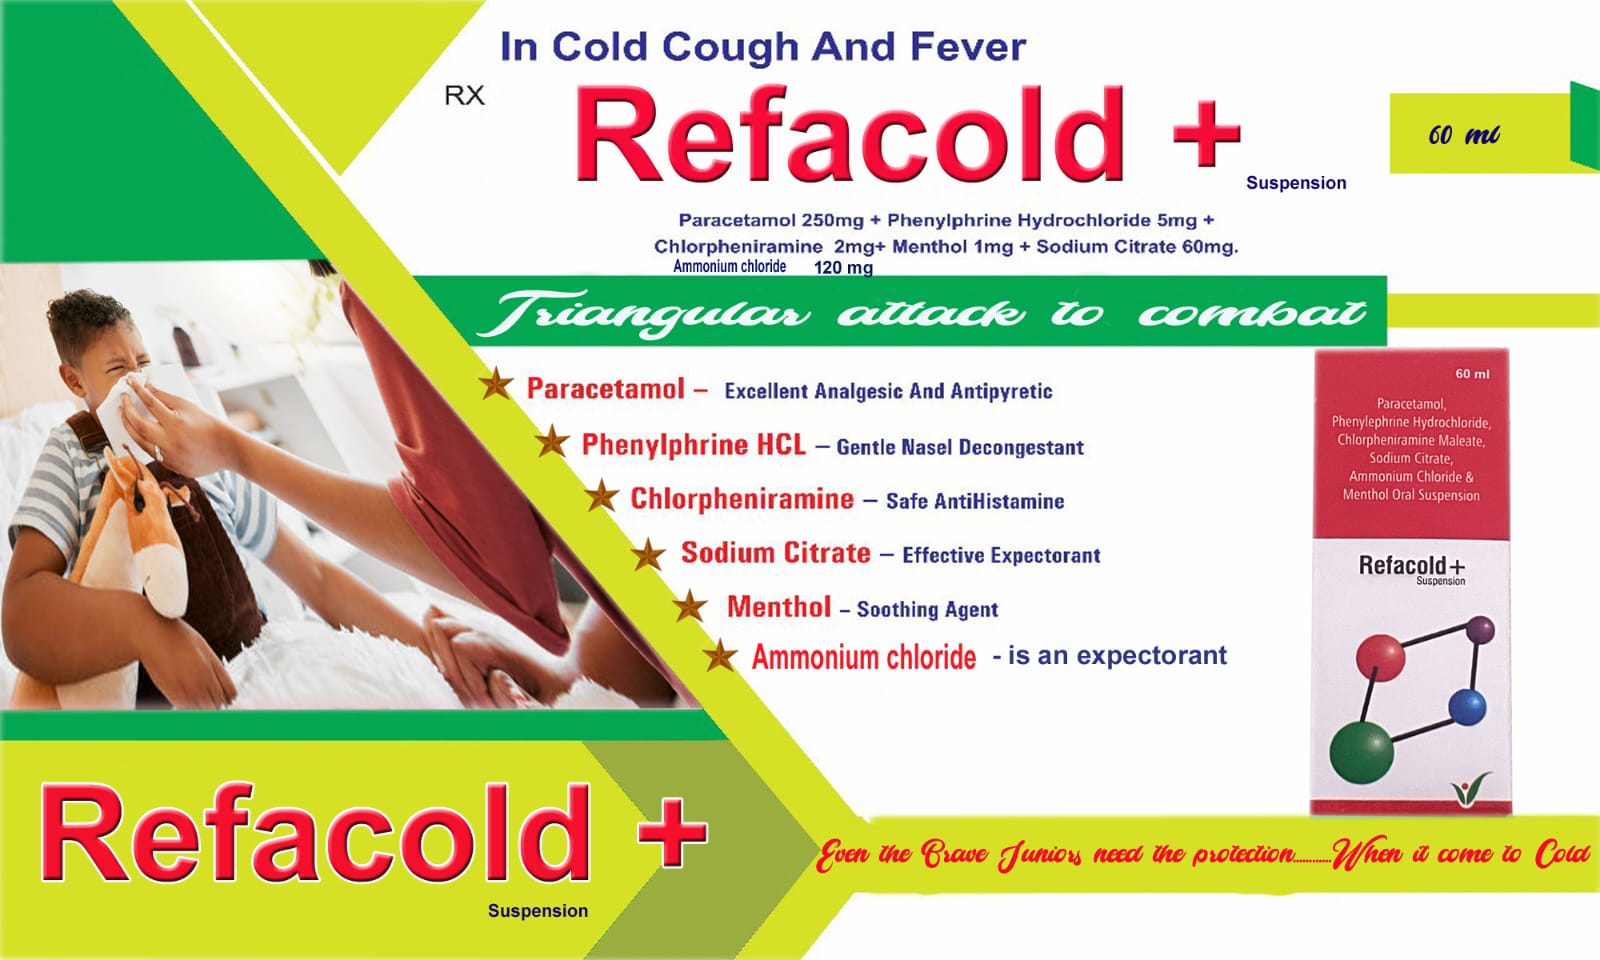 In Cold Cough And Fever
RX
Refacold +
Suspension
60 ml
Paracetamol 250mg + Phenylphrine Hydrochloride 5mg +
Chlorpheniramine 2mg+ Menthol 1mg + Sodium Citrate 60mg.
Ammonium chloride 120 mg
Triangular attack to combat
Paracetamol – Excellent Analgesic And Antipyretic
Phenylphrine HCL – Gentle Nasel Decongestant
Chlorpheniramine – Safe AntiHistamine
Sodium Citrate – Effective Expectorant
Menthol – Soothing Agent
Ammonium chloride - is an expectorant
60 ml
Paracetamol,
Phenylephrine Hydrochloride,
Chlorpheniramine Maleate,
Sodium Citrate,
Ammonium Chloride &
Menthol Oral Suspension
Refacold+
Suspension
Refacold +
Suspension
Even the Brave Juniors need the protection...........When it come to Cold